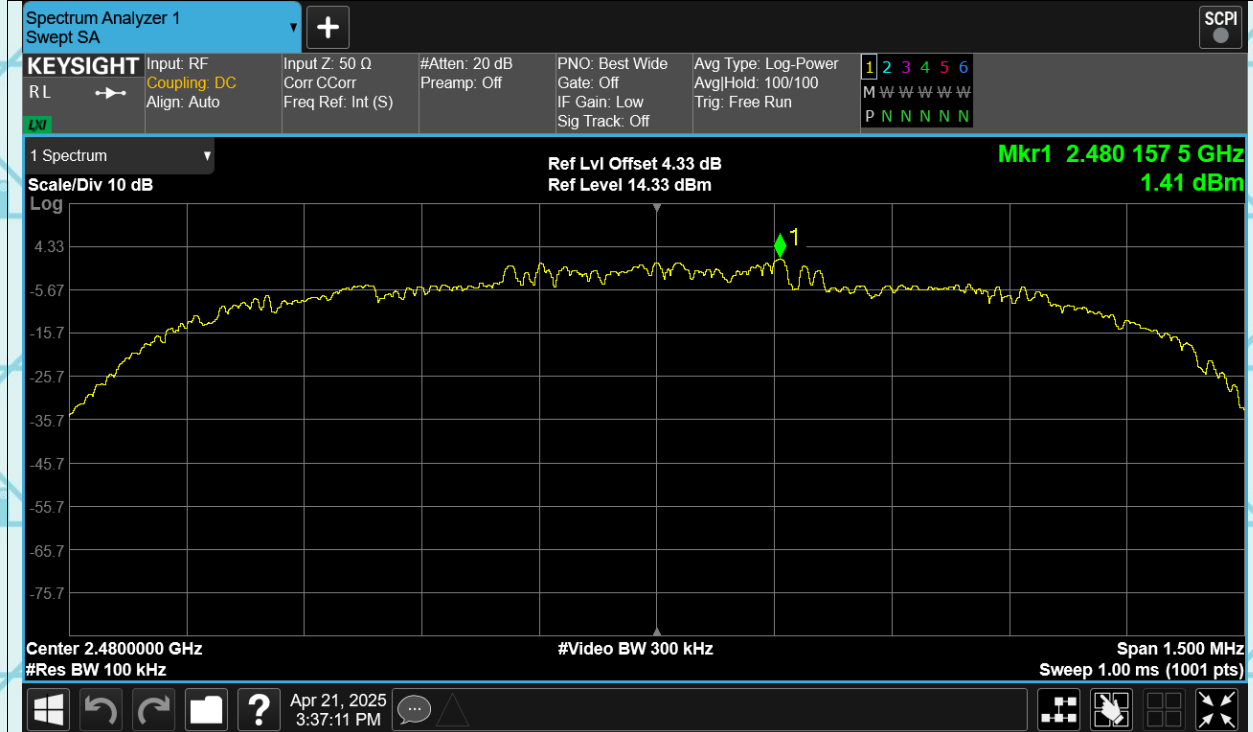 Spectrum Analyzer 1
Swept SA
+
SCPI
KEYSIGHT
R L
LXI
Input: RF
Coupling: DC
Align: Auto
Input Z: 50 Ω
Corr CCorr
Freq Ref: Int (S)
#Atten: 20 dB
Preamp: Off
PNO: Best Wide
Gate: Off
IF Gain: Low
Sig Track: Off
Avg Type: Log-Power
Avg|Hold: 100/100
Trig: Free Run
1 2 3 4 5 6
M W W W W W
P N N N N N
1 Spectrum
Scale/Div 10 dB
Log
Ref Lvl Offset 4.33 dB
Ref Level 14.33 dBm
Mkr1 2.480 157 5 GHz
1.41 dBm
1
4.33
-5.67
-15.7
-25.7
-35.7
-45.7
-55.7
-65.7
-75.7
Center 2.4800000 GHz
#Res BW 100 kHz
#Video BW 300 kHz
Span 1.500 MHz
Sweep 1.00 ms (1001 pts)
?
Apr 21, 2025
3:37:11 PM